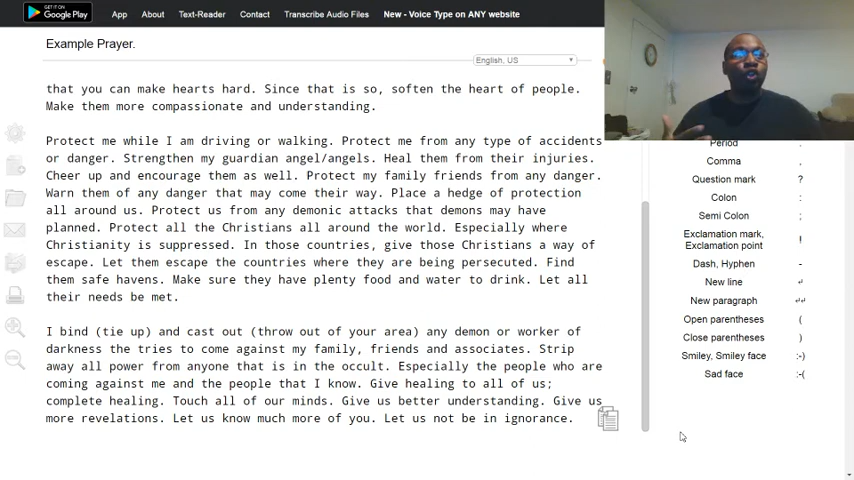 GET IT ON
Google Play
App About Text-Reader Contact Transcribe Audio Files New - Voice Type on ANY website
Example Prayer.
English, US
that you can make hearts hard. Since that is so, soften the heart of people.
Make them more compassionate and understanding.
Protect me while I am driving or walking. Protect me from any type of accidents
or danger. Strengthen my guardian angel/angels. Heal them from their injuries.
Cheer up and encourage them as well. Protect my family friends from any danger.
Warn them of any danger that may come their way. Place a hedge of protection
all around us. Protect us from any demonic attacks that demons may have
planned. Protect all the Christians all around the world. Especially where
Christianity is suppressed. In those countries, give those Christians a way of
escape. Let them escape the countries where they are being persecuted. Find
them safe havens. Make sure they have plenty food and water to drink. Let all
their needs be met.
I bind (tie up) and cast out (throw out of your area) any demon or worker of
darkness the tries to come against my family, friends and associates. Strip
away all power from anyone that is in the occult. Especially the people who are
coming against me and the people that I know. Give healing to all of us;
complete healing. Touch all of our minds. Give us better understanding. Give us
more revelations. Let us know much more of you. Let us not be in ignorance.
Period .
Comma ,
Question mark ?
Colon :
Semi Colon ;
Exclamation mark,
Exclamation point !
Dash, Hyphen -
New line ↵
New paragraph ↵↵
Open parentheses (
Close parentheses )
Smiley, Smiley face :-)
Sad face :-(